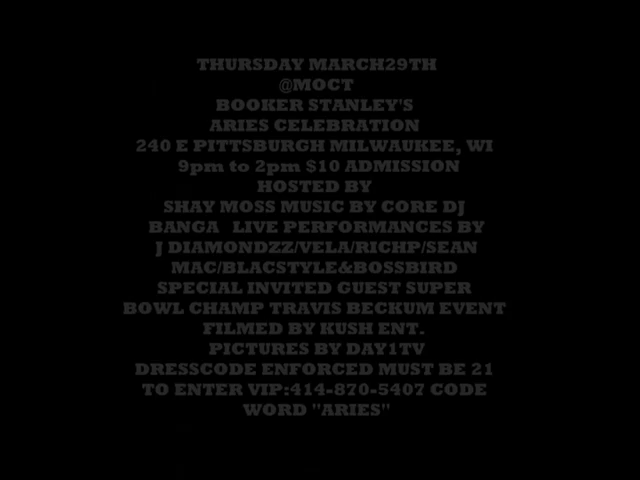 THURSDAY MARCH29TH
@MOCT
BOOKER STANLEY'S
ARIES CELEBRATION
240 E PITTSBURGH MILWAUKEE, WI
9pm to 2pm $10 ADMISSION
HOSTED BY
SHAY MOSS MUSIC BY CORE DJ
BANGA LIVE PERFORMANCES BY
J DIAMONDZZ/VELA/RICHP/SEAN
MAC/BLACSTYLE&BOSSBIRD
SPECIAL INVITED GUEST SUPER
BOWL CHAMP TRAVIS BECKUM EVENT
FILMED BY KUSH ENT.
PICTURES BY DAY1TV
DRESSCODE ENFORCED MUST BE 21
TO ENTER VIP:414-870-5407 CODE
WORD "ARIES"